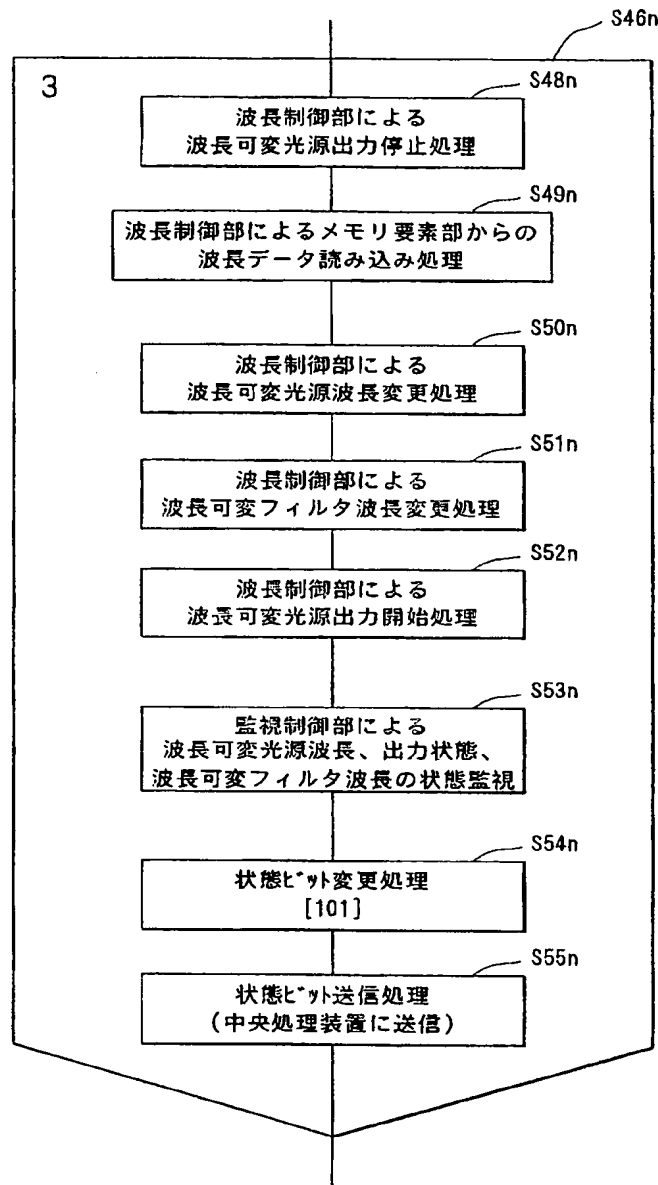 S46n
3
S48n
波長制御部による
波長可変光源出力停止処理
S49n
波長制御部によるメモリ要素部からの
波長データ読み込み処理
S50n
波長制御部による
波長可変光源波長変更処理
S51n
波長制御部による
波長可変フィルタ波長変更処理
S52n
波長制御部による
波長可変光源出力開始処理
S53n
監視制御部による
波長可変光源波長、出力状態、
波長可変フィルタ波長の状態監視
S54n
状態ビット変更処理
[101]
S55n
状態ビット送信処理
(中央処理装置に送信)